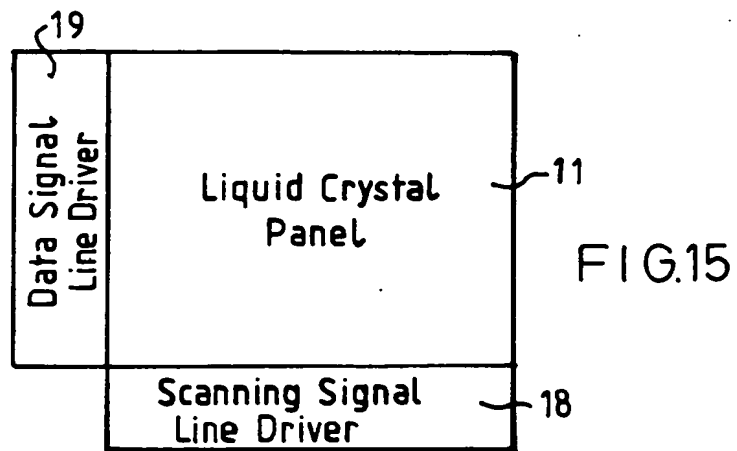 19
Data Signal
Line Driver
Liquid Crystal
Panel
11
FIG.15
Scanning Signal
Line Driver
18